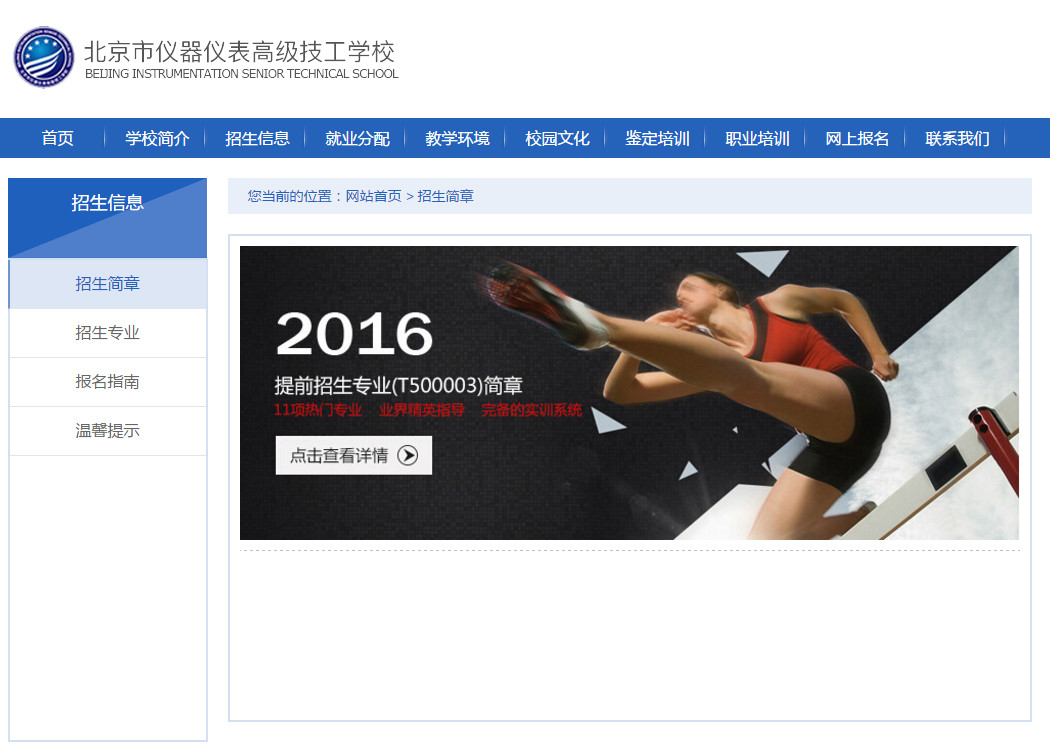 北京市仪器仪表高级技工学校
BEIJING INSTRUMENTATION SENIOR TECHNICAL SCHOOL
首页 学校简介 招生信息 就业分配 教学环境 校园文化 鉴定培训 职业培训 网上报名 联系我们
招生信息
招生简章
招生专业
报名指南
温馨提示
您当前的位置：网站首页 > 招生简章
2016
提前招生专业(T500003)简章
11项热门专业 业界精英指导 完备的实训系统
点击查看详情